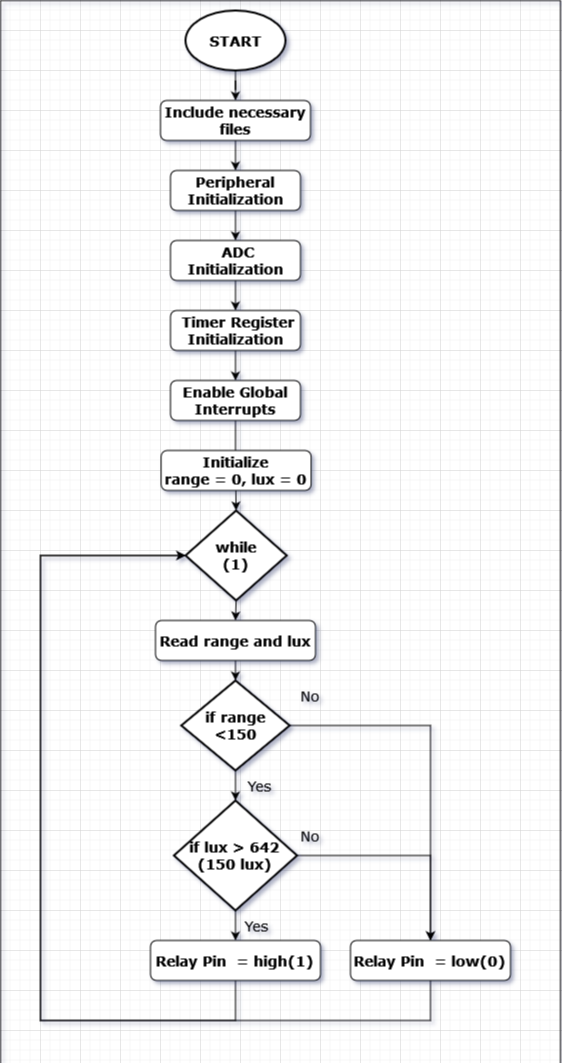 START
Include necessary
files
Peripheral
Initialization
ADC
Initialization
Timer Register
Initialization
Enable Global
Interrupts
Initialize
range = 0, lux = 0
while
(1)
Read range and lux
No
if range
<150
Yes
No
if lux > 642
(150 lux)
Yes
Relay Pin = high(1)
Relay Pin = low(0)